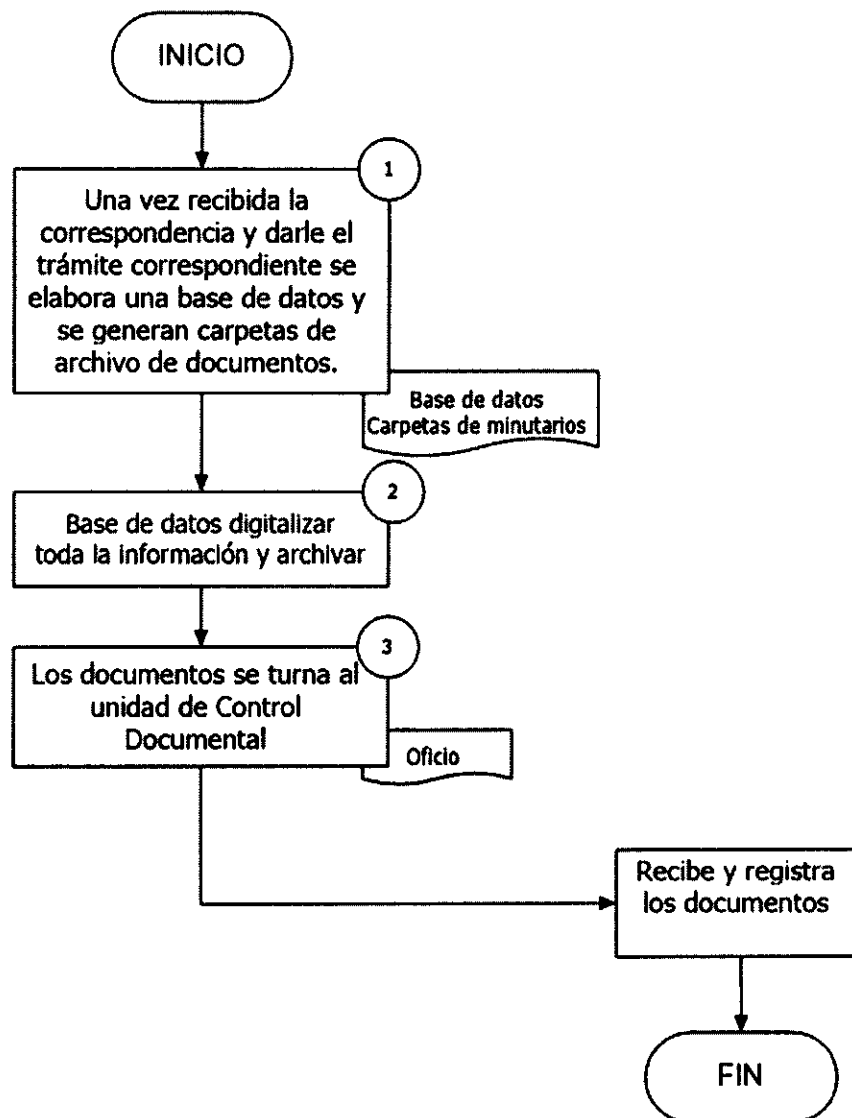 INICIO
1
Una vez recibida la
correspondencia y darle el
trámite correspondiente se
elabora una base de datos y
se generan carpetas de
archivo de documentos.
Base de datos
Carpetas de minutarios
2
Base de datos digitalizar
toda la información y archivar
3
Los documentos se turna al
unidad de Control
Documental
Oficio
Recibe y registra
los documentos
FIN